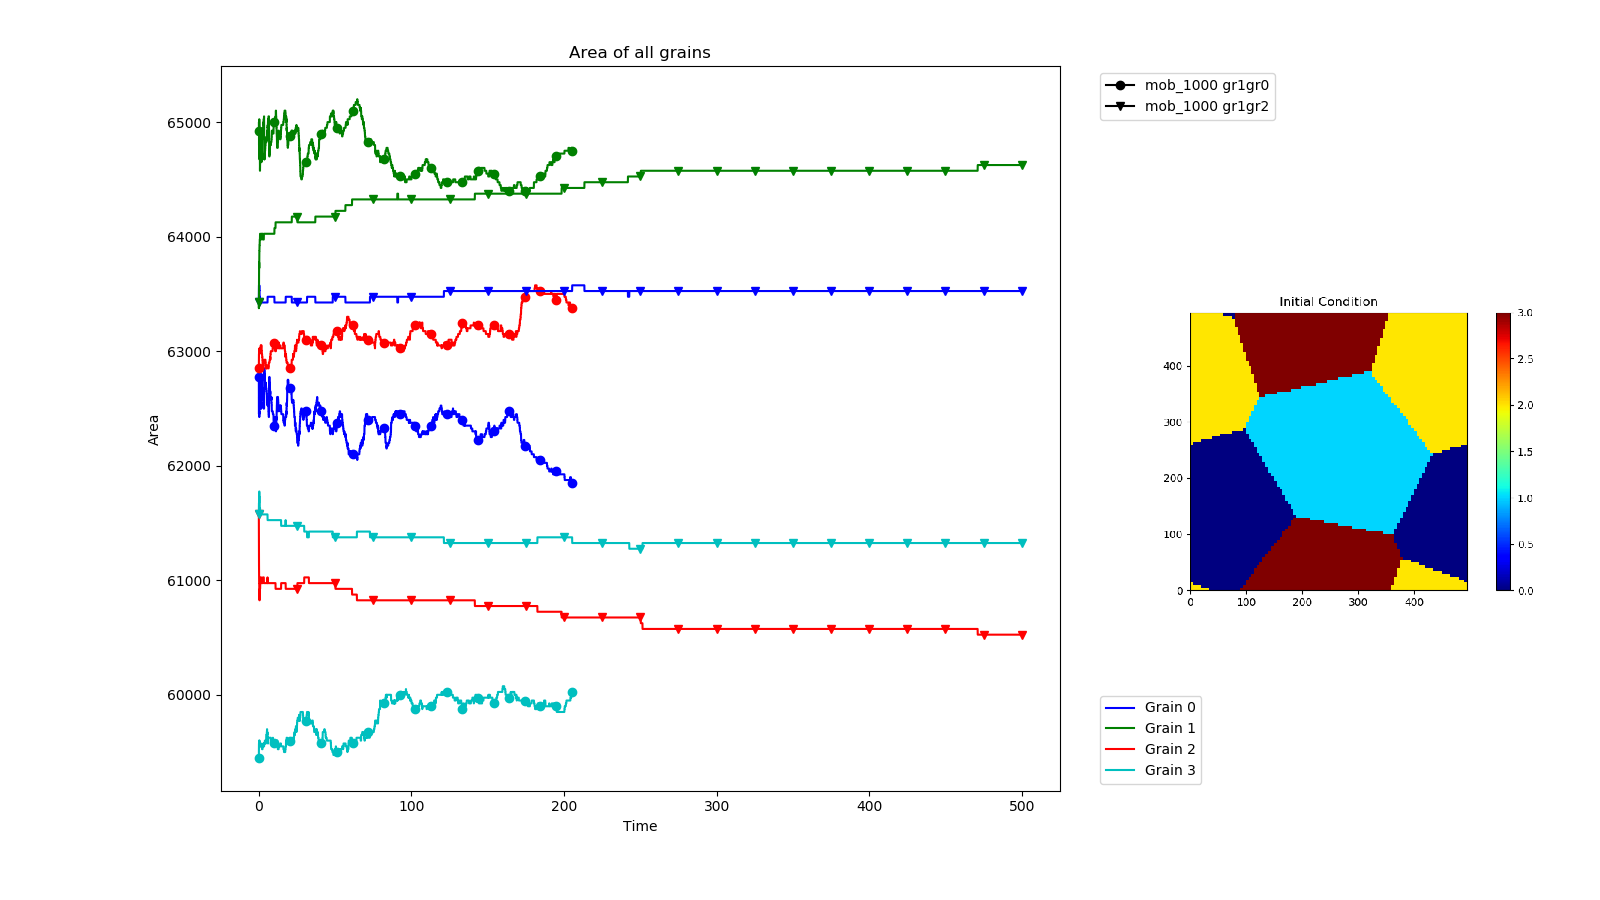 Area of all grains
65000
64000
63000
62000
61000
60000
Area
0 100 200 300 400 500
Time
mob_1000 gr1gr0
mob_1000 gr1gr2
Initial Condition
400
300
200
100
0
0 100 200 300 400
3.0
2.5
2.0
1.5
1.0
0.5
0.0
Grain 0
Grain 1
Grain 2
Grain 3